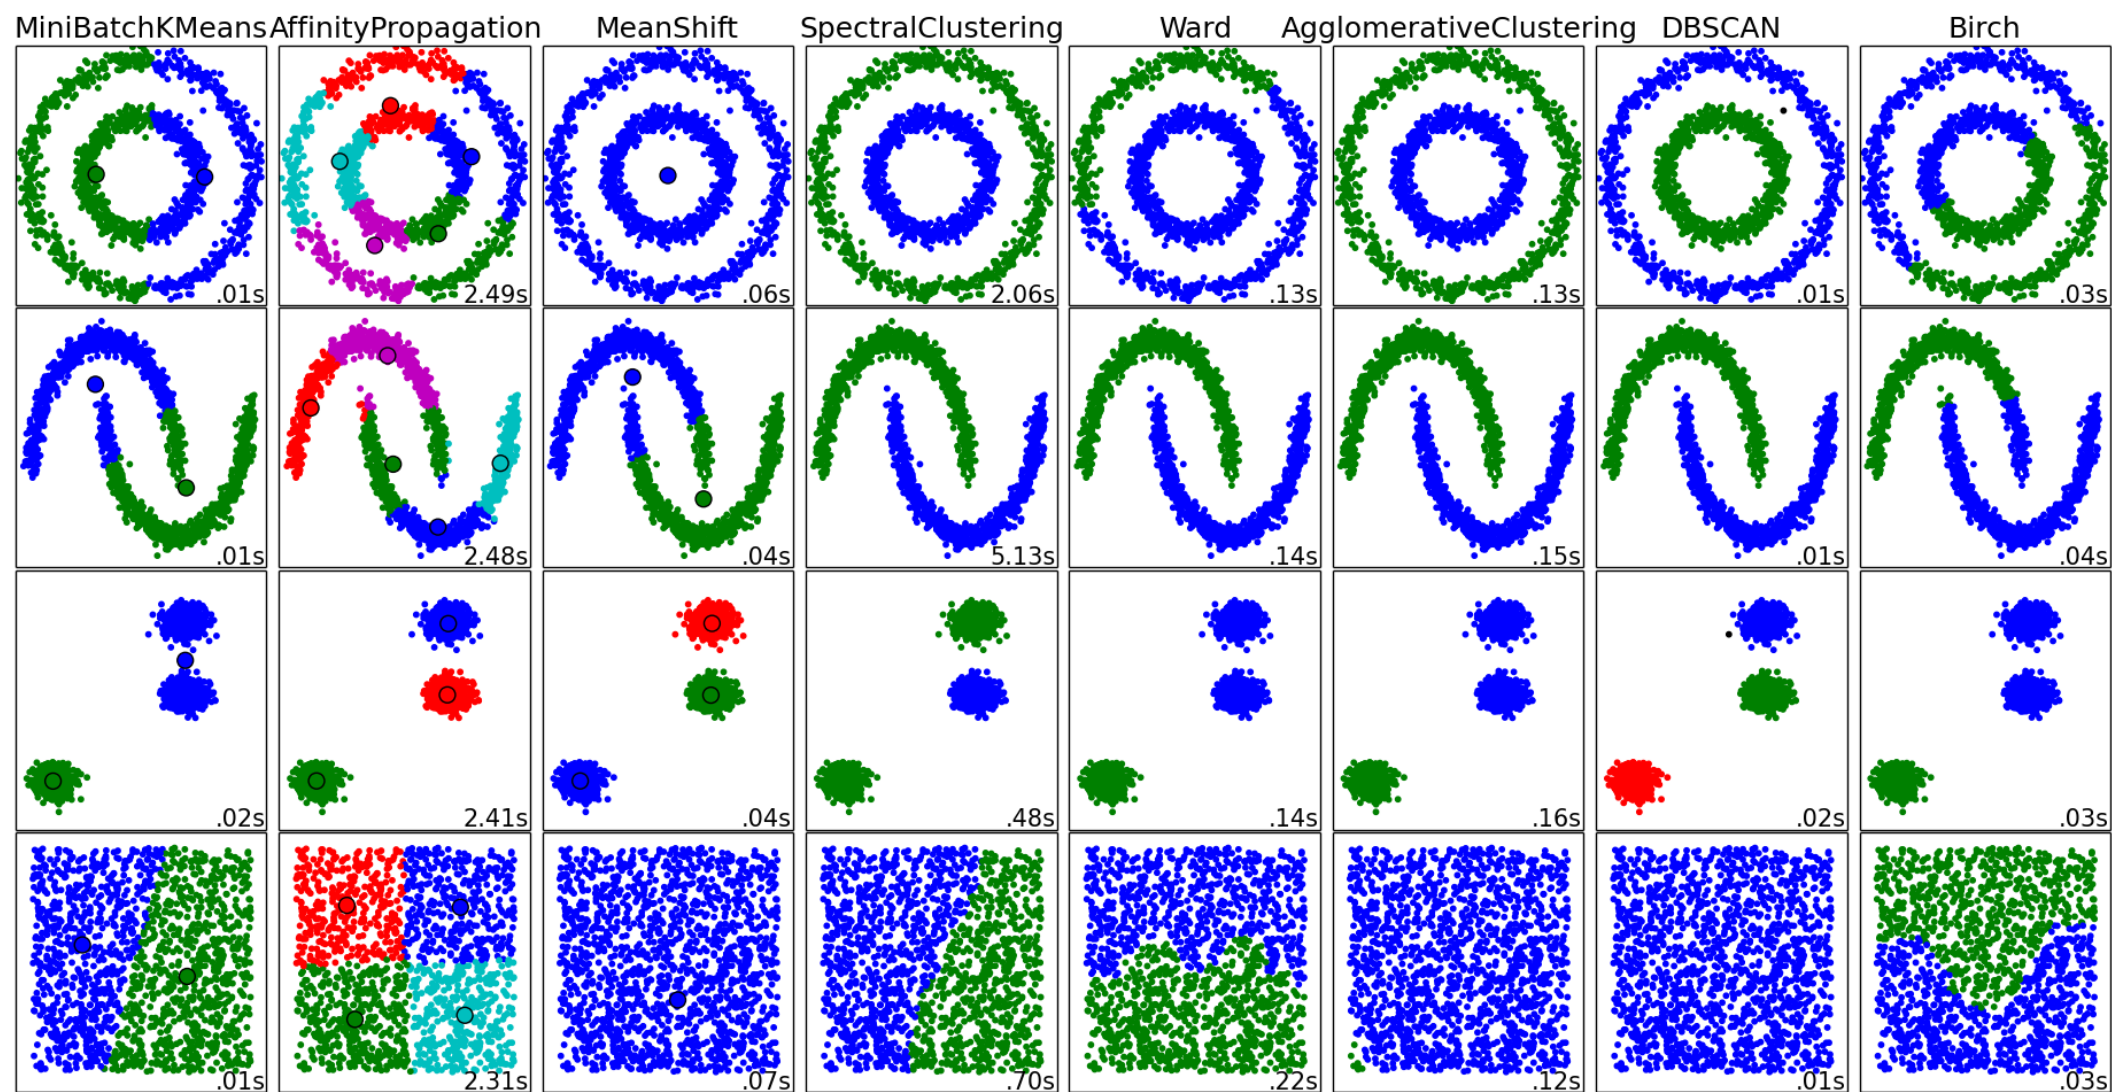 MiniBatchKMeans AffinityPropagation MeanShift SpectralClustering Ward AgglomerativeClustering DBSCAN Birch
.01s 2.49s .06s 2.06s .13s .13s .01s .03s
.01s 2.48s .04s 5.13s .14s .15s .01s .04s
.02s 2.41s .04s .48s .14s .16s .02s .03s
.01s 2.31s .07s .70s .22s .12s .01s .03s